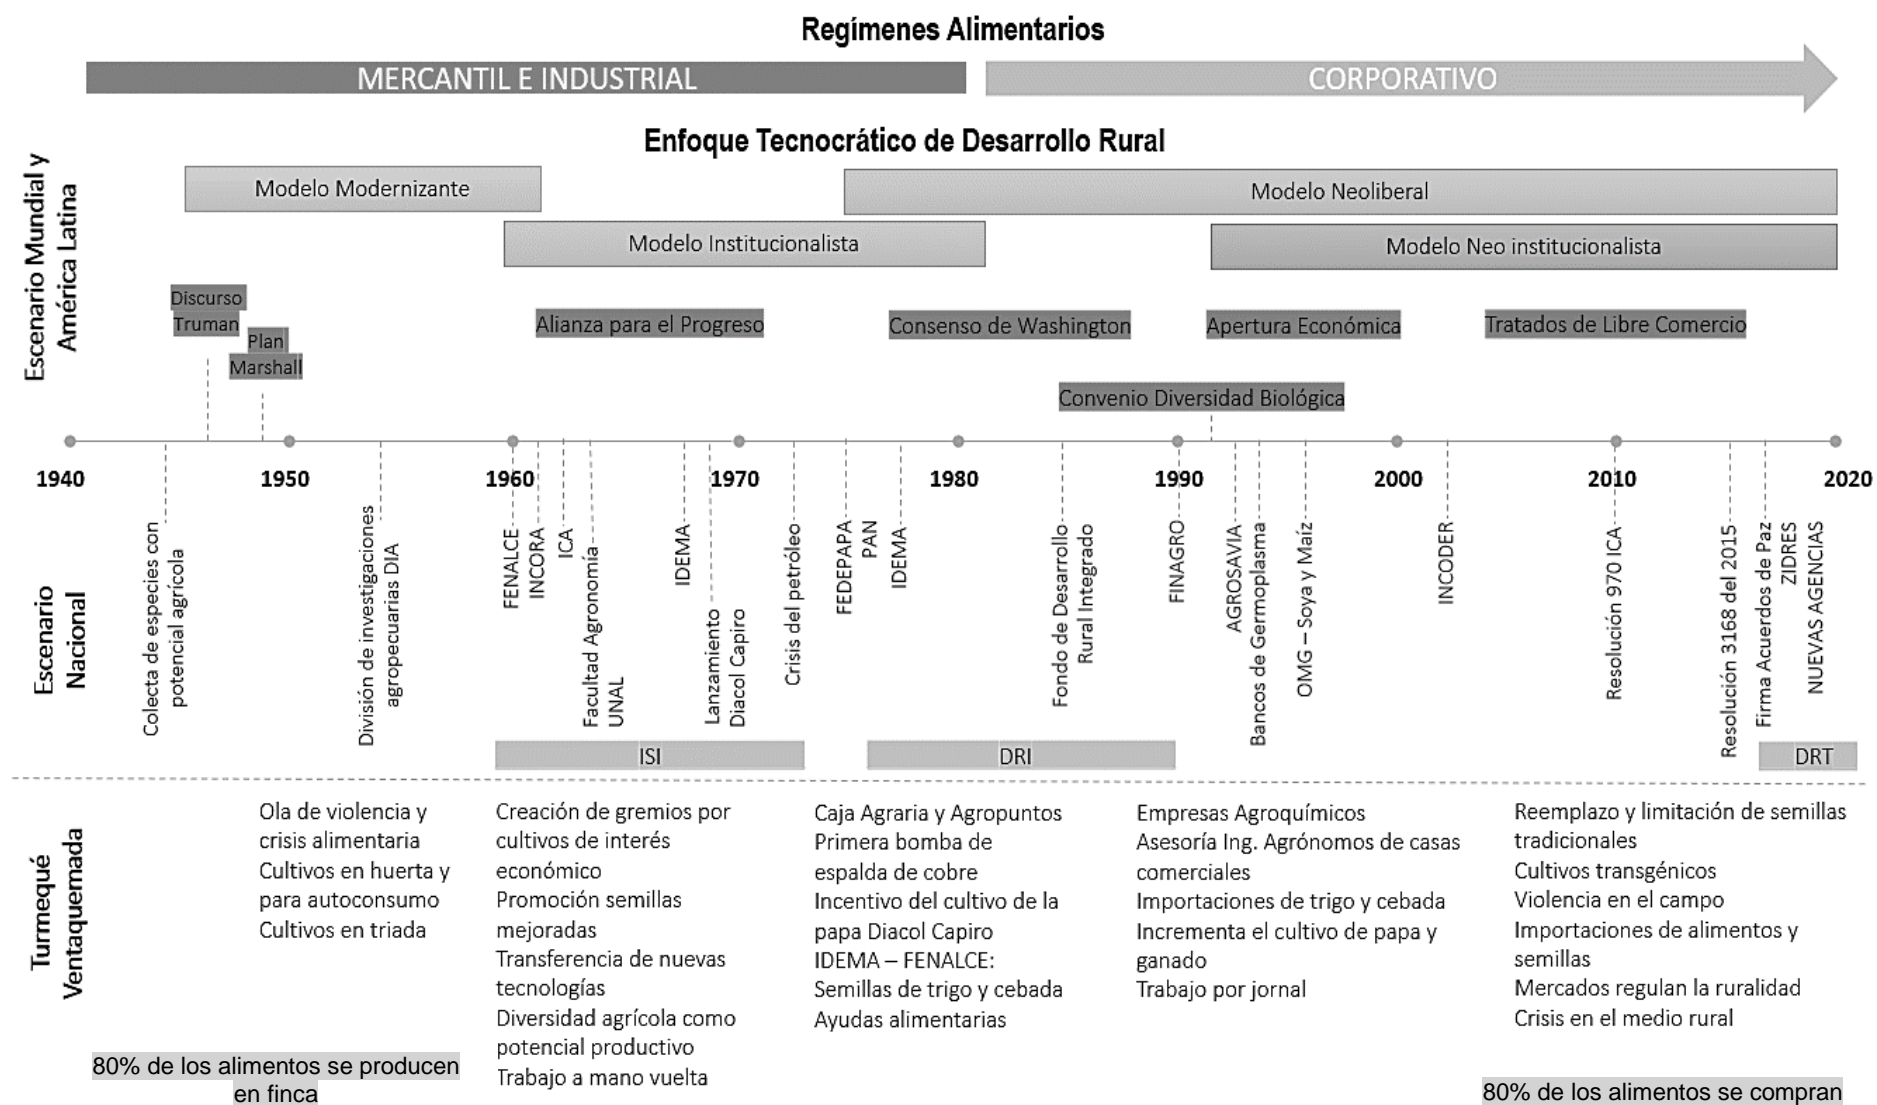 Regímenes Alimentarios
MERCANTIL E INDUSTRIAL
CORPORATIVO
Enfoque Tecnocrático de Desarrollo Rural
Escenario Mundial y
América Latina
Modelo Modernizante
Modelo Neoliberal
Modelo Institucionalista
Modelo Neo institucionalista
Discurso
Truman
Plan
Marshall
Alianza para el Progreso
Consenso de Washington
Apertura Económica
Tratados de Libre Comercio
Convenio Diversidad Biológica
1940
1950
1960
1970
1980
1990
2000
2010
2020
Escenario
Nacional
Colecta de especies con
potencial agrícola
División de investigaciones
agropecuarias DIA
FENALCE
INCORA
ICA
Facultad Agronomía
UNAL
IDEMA
Lanzamiento
Diacol Capiro
Crisis del petróleo
FEDEPAPA
PAN
IDEMA
Fondo de Desarrollo
Rural Integrado
FINAGRO
AGROSAVIA
Bancos de Germoplasma
OMG – Soya y Maíz
INCODER
Resolución 970 ICA
Resolución 3168 del 2015
Firma Acuerdos de Paz
ZIDRES
NUEVAS AGENCIAS
ISI
DRI
DRT
Turmequé
Ventaquemada
Ola de violencia y
crisis alimentaria
Cultivos en huerta y
para autoconsumo
Cultivos en triada
80% de los alimentos se producen
en finca
Creación de gremios por
cultivos de interés
económico
Promoción semillas
mejoradas
Transferencia de nuevas
tecnologías
Diversidad agrícola como
potencial productivo
Trabajo a mano vuelta
Caja Agraria y Agropuntos
Primera bomba de
espalda de cobre
Incentivo del cultivo de la
papa Diacol Capiro
IDEMA – FENALCE:
Semillas de trigo y cebada
Ayudas alimentarias
Empresas Agroquímicos
Asesoría Ing. Agrónomos de casas
comerciales
Importaciones de trigo y cebada
Incrementa el cultivo de papa y
ganado
Trabajo por jornal
Reemplazo y limitación de semillas
tradicionales
Cultivos transgénicos
Violencia en el campo
Importaciones de alimentos y
semillas
Mercados regulan la ruralidad
Crisis en el medio rural
80% de los alimentos se compran